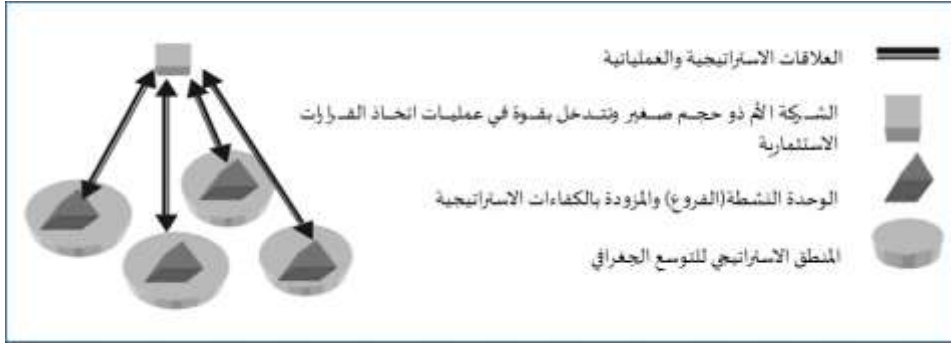 العلاقات الاستراتيجية والعملياتية
الشركة الأم ذو حجم صغير وتتدخل بقوة في عمليات اتخاذ القرارات
الاستثمارية
الوحدة النشطة(الفروع) والمزودة بالكفاءات الاستراتيجية
المنطق الاستراتيجي للتوسع الجغرافي